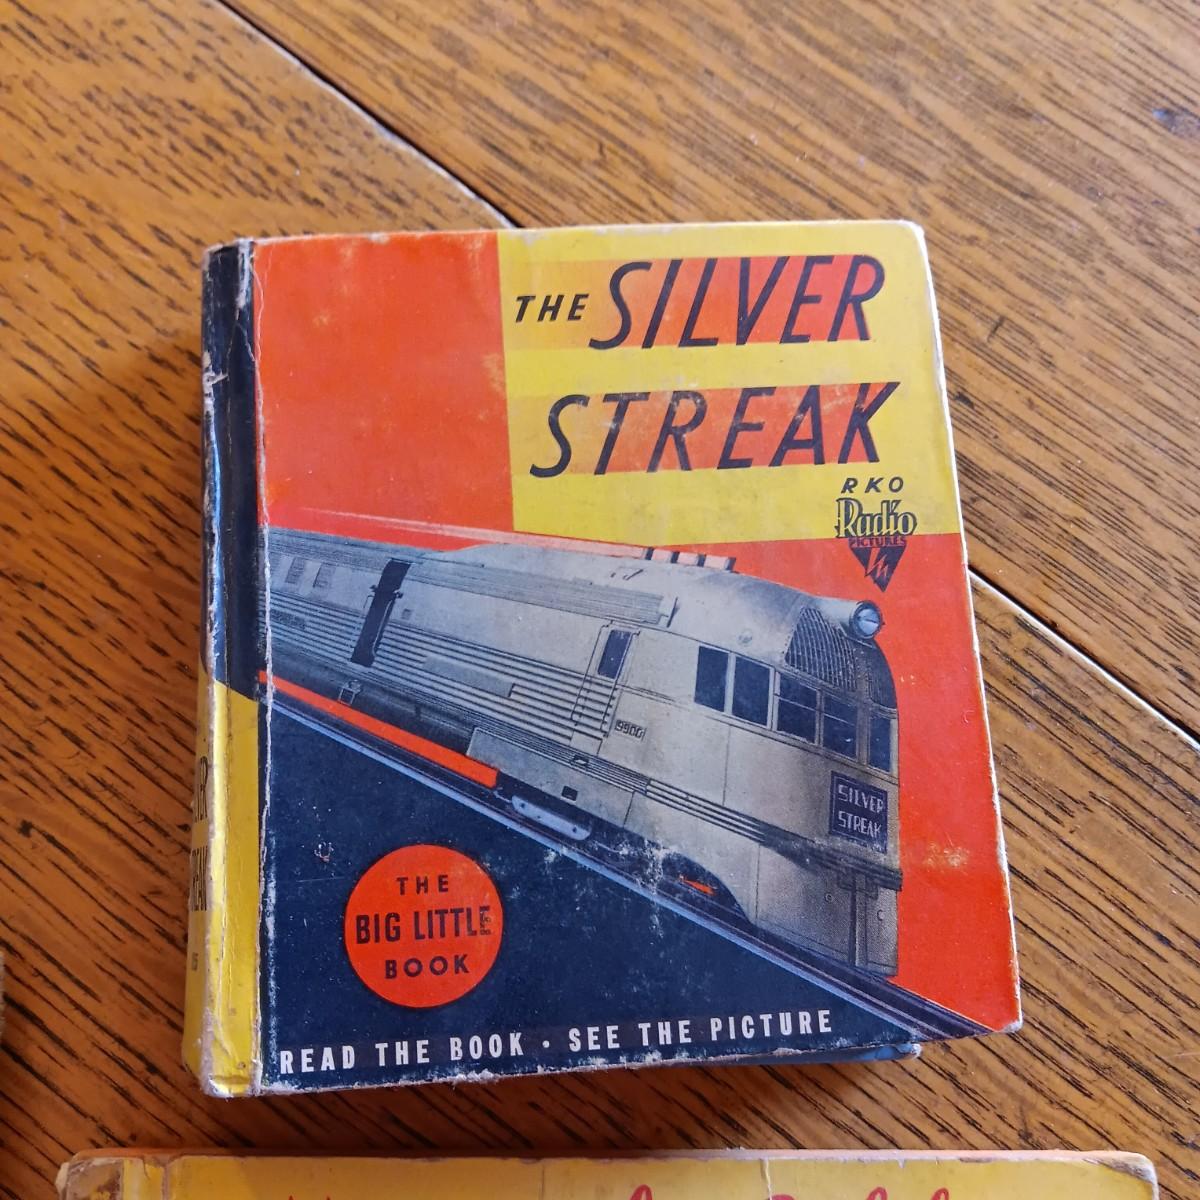 THE SILVER
STREAK
RKO
Radio
PICTURES
9900
SILVER
STREAK
THE
BIG LITTLE
BOOK
READ THE BOOK • SEE THE PICTURE